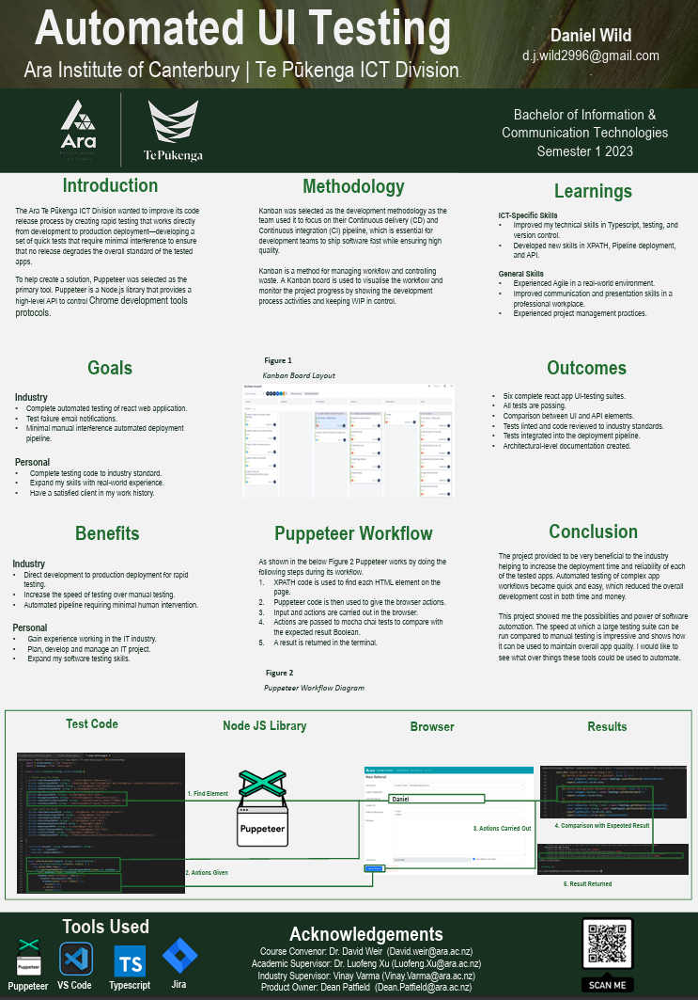 Automated UI Testing
Ara Institute of Canterbury | Te Pūkenga ICT Division.
Daniel Wild
d.j.wild2996@gmail.com
Ara
TePūkenga
Bachelor of Information &
Communication Technologies
Semester 1 2023
Introduction
The Ara Te Pūkenga ICT Division wanted to improve its code
release process by creating rapid testing that works directly
from development to production deployment—developing a
set of quick tests that require minimal interference to ensure
that no release degrades the overall standard of the tested
apps.
To help create a solution, Puppeteer was selected as the
primary tool. Puppeteer is a Node.js library that provides a
high-level API to control Chrome development tools
protocols.
Goals
Industry
• Complete automated testing of react web application.
• Test failure email notifications.
• Minimal manual interference automated deployment
pipeline.
Personal
• Complete testing code to industry standard.
• Expand my skills with real-world experience.
• Have a satisfied client in my work history.
Benefits
Industry
• Direct development to production deployment for rapid
testing.
• Increase the speed of testing over manual testing.
• Automated pipeline requiring minimal human intervention.
Personal
• Gain experience working in the IT industry.
• Plan, develop and manage an IT project.
• Expand my software testing skills.
Methodology
Kanban was selected as the development methodology as the
team used it to focus on their Continuous delivery (CD) and
Continuous integration (CI) pipeline, which is essential for
development teams to ship software fast while ensuring high
quality.
Kanban is a method for managing workflow and controlling
waste. A Kanban board is used to visualise the workflow and
monitor the project progress by showing the development
process activities and keeping WIP in control.
Figure 1
Kanban Board Layout
Puppeteer Workflow
As shown in the below Figure 2 Puppeteer works by doing the
following steps during its workflow.
1. XPATH code is used to find each HTML element on the
page.
2. Puppeteer code is then used to give the browser actions.
3. Input and actions are carried out in the browser.
4. Actions are passed to mocha chai tests to compare with
the expected result Boolean.
5. A result is returned in the terminal.
Figure 2
Puppeteer Workflow Diagram
Learnings
ICT-Specific Skills
• Improved my technical skills in Typescript, testing, and
version control.
• Developed new skills in XPATH, Pipeline deployment,
and API.
General Skills
• Experienced Agile in a real-world environment.
• Improved communication and presentation skills in a
professional workplace.
• Experienced project management practices.
Outcomes
• Six complete react app UI-testing suites.
• All tests are passing.
• Comparison between UI and API elements.
• Tests linted and code reviewed to industry standards.
• Tests integrated into the deployment pipeline.
• Architectural-level documentation created.
Conclusion
The project provided to be very beneficial to the industry
helping to increase the deployment time and reliability of each
of the tested apps. Automated testing of complex app
workflows became quick and easy, which reduced the overall
development cost in both time and money.
This project showed me the possibilities and power of software
automation. The speed at which a large testing suite can be
run compared to manual testing is impressive and shows how
it can be used to maintain overall app quality. I would like to
see what over things these tools could be used to automate.
Test Code
Node JS Library
Browser
Results
1. Find Element
Puppeteer
2. Actions Given
Daniel
3. Actions Carried Out
4. Comparison with Expected Result
5. Result Returned
Tools Used
Puppeteer
VS Code
TS
Typescript
Jira
Acknowledgements
Course Convenor: Dr. David Weir (David.weir@ara.ac.nz)
Academic Supervisor: Dr. Luofeng Xu (Luofeng.Xu@ara.ac.nz)
Industry Supervisor: Vinay Varma (Vinay.Varma@ara.ac.nz)
Product Owner: Dean Patfield (Dean.Patfield@ara.ac.nz)
SCAN ME